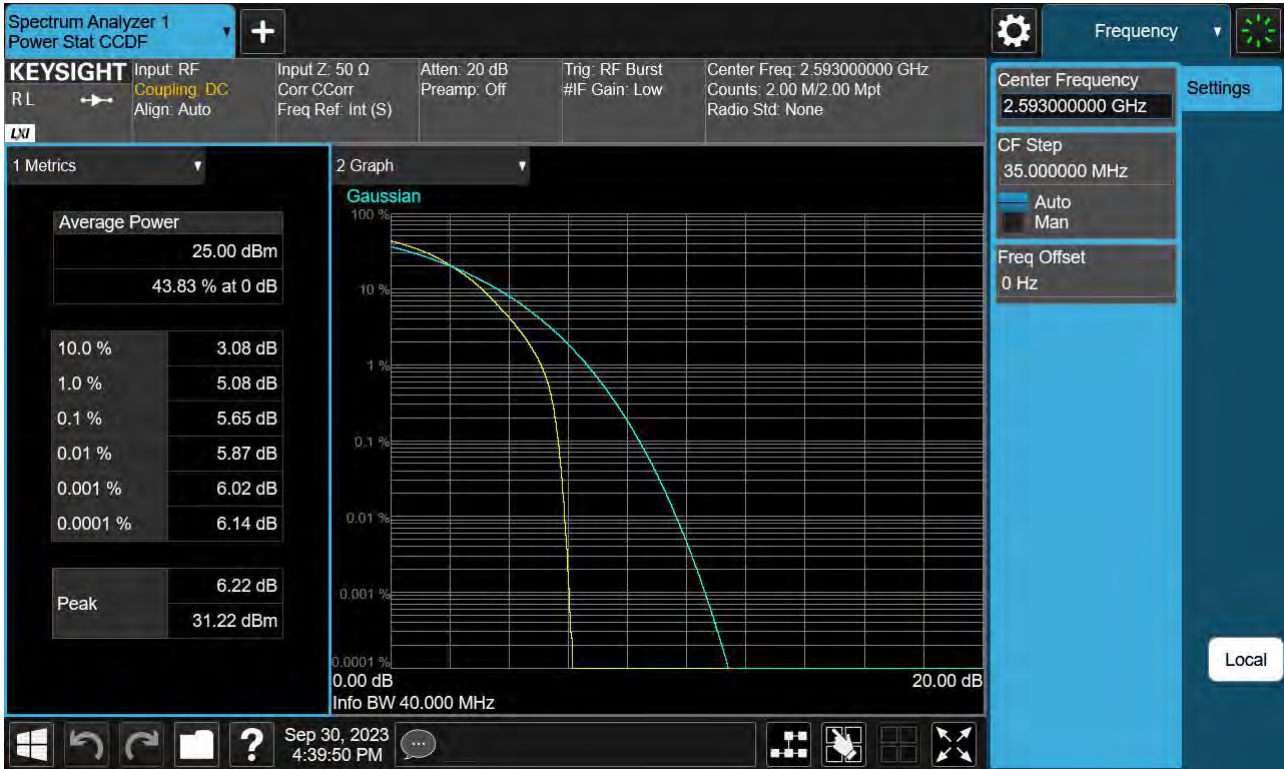 Spectrum Analyzer 1
Power Stat CCDF
Frequency
KEYSIGHT
R L
LXI
Input: RF
Coupling: DC
Align: Auto
Input Z: 50 Ω
Corr CCorr
Freq Ref: Int (S)
Atten: 20 dB
Preamp: Off
Trig: RF Burst
#IF Gain: Low
Center Freq: 2.593000000 GHz
Counts: 2.00 M/2.00 Mpt
Radio Std: None
Center Frequency
2.593000000 GHz
Settings
CF Step
35.000000 MHz
Auto
Man
Freq Offset
0 Hz
1 Metrics
Average Power
25.00 dBm
43.83 % at 0 dB
10.0 % 3.08 dB
1.0 % 5.08 dB
0.1 % 5.65 dB
0.01 % 5.87 dB
0.001 % 6.02 dB
0.0001 % 6.14 dB
Peak 6.22 dB
31.22 dBm
2 Graph
Gaussian
100 %
10 %
1 %
0.1 %
0.01 %
0.001 %
0.0001 %
0.00 dB 20.00 dB
Info BW 40.000 MHz
Local
?
Sep 30, 2023
4:39:50 PM